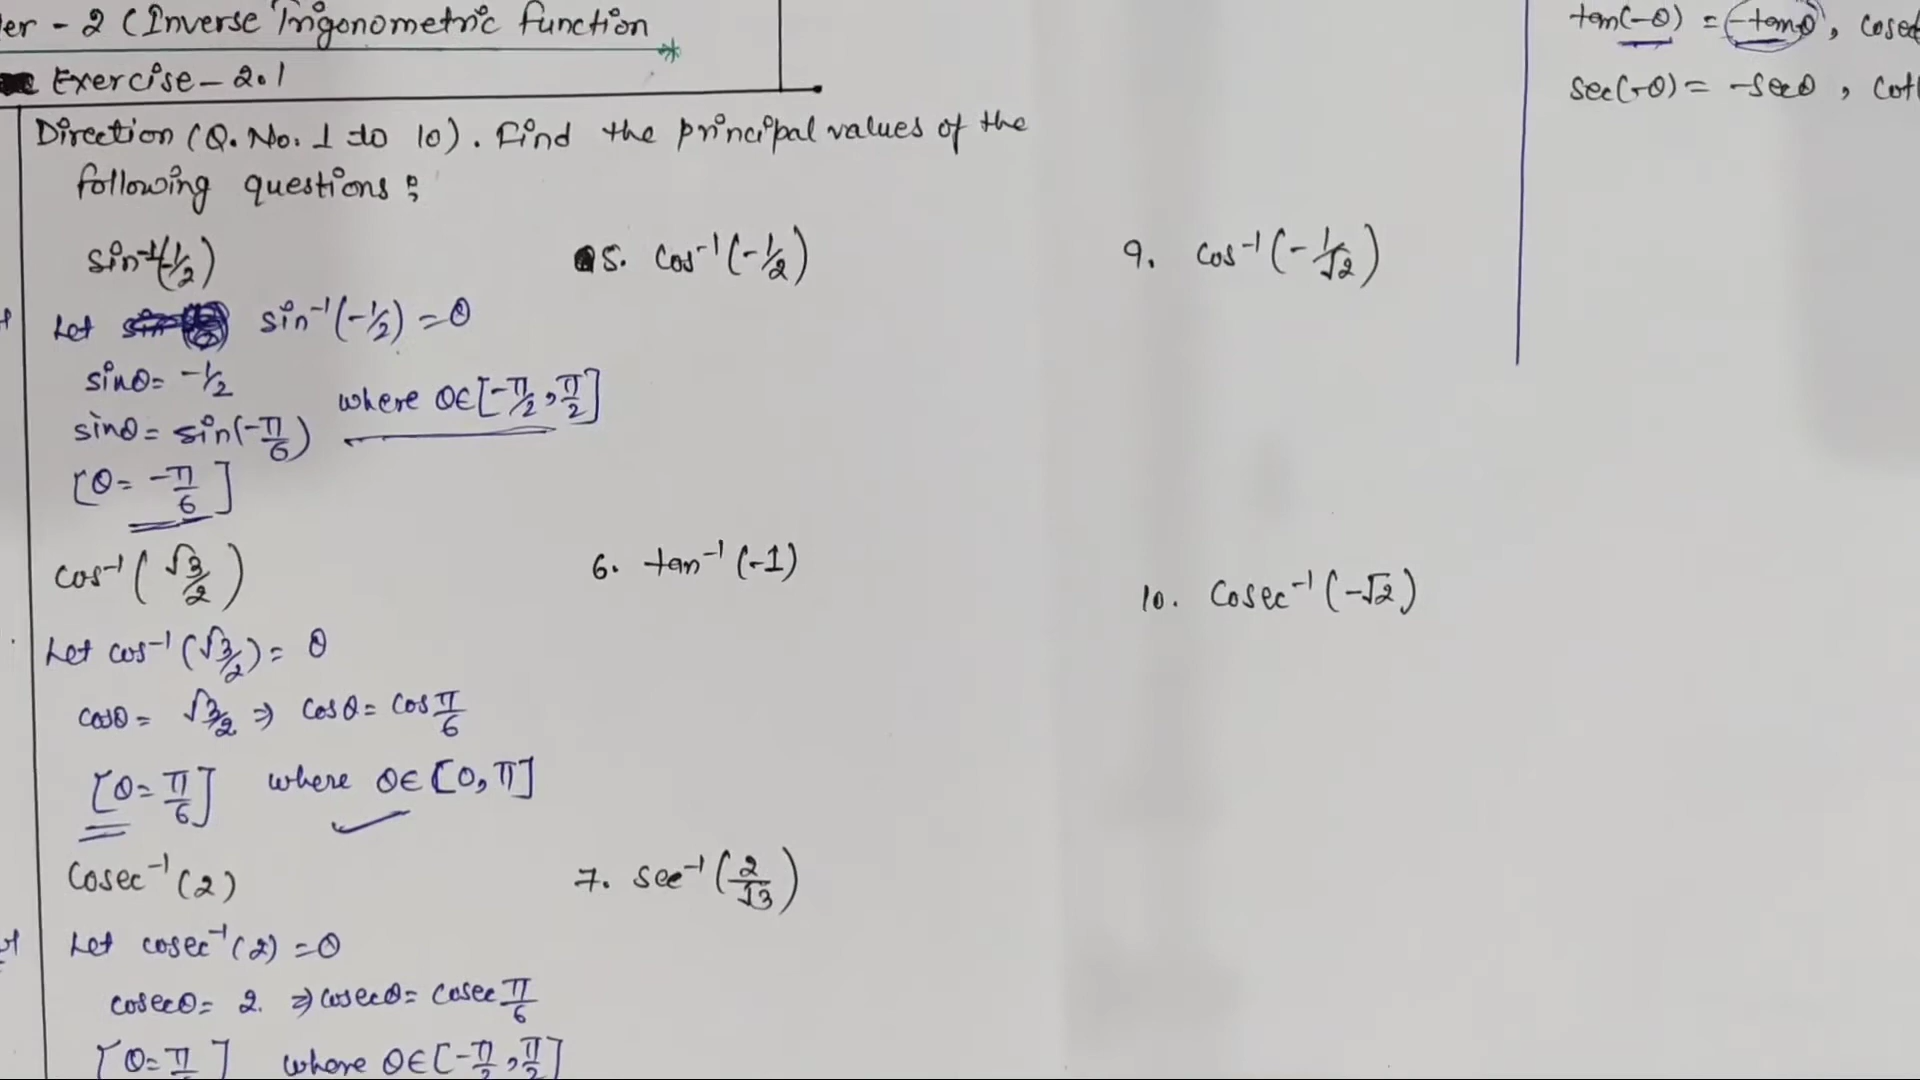 er - 2 (Inverse Trigonometric function
Exercise - 2.1
Direction (Q. No. 1 to 10). Find the principal values of the
following questions :
sin⁻¹(-1/2)
Let sin⁻¹(-1/2) = θ
sinθ = -1/2
sinθ = sin(-π/6) where θ∈[-π/2, π/2]
[θ = -π/6]
cos⁻¹(√3/2)
Let cos⁻¹(√3/2) = θ
cosθ = √3/2 ⇒ cosθ = cos π/6
[θ = π/6] where θ∈[0, π]
Cosec⁻¹(2)
Let cosec⁻¹(2) = θ
cosecθ = 2. ⇒ cosecθ = cosec π/6
[θ = π/ ] where θ∈[-π/2, π/2]
5. cos⁻¹(-1/2)
6. tan⁻¹(-1)
7. sec⁻¹(2/√3)
9. cos⁻¹(-1/√2)
10. Cosec⁻¹(-√2)
tan(-θ) = -tanθ, cosec
sec(-θ) = -secθ, cot(